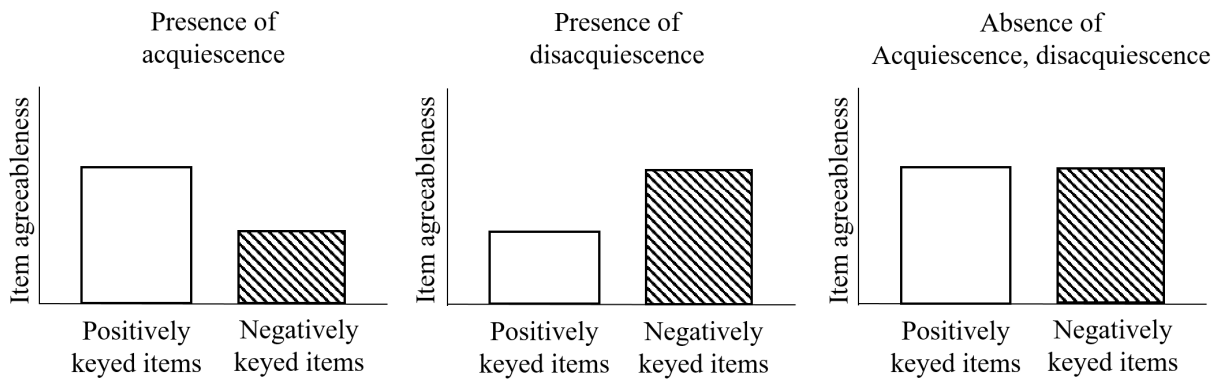 Presence of
acquiescence
Item agreeableness
Positively
keyed items
Negatively
keyed items
Presence of
disacquiescence
Item agreeableness
Positively
keyed items
Negatively
keyed items
Absence of
Acquiescence, disacquiescence
Item agreeableness
Positively
keyed items
Negatively
keyed items